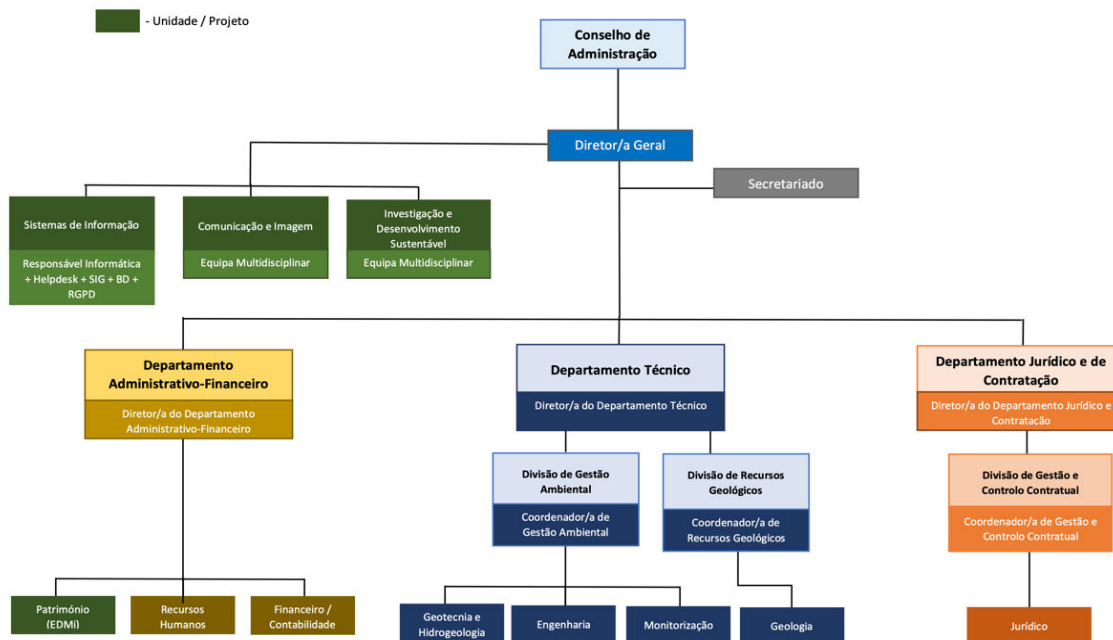 - Unidade / Projeto
Conselho de
Administração
Diretor/a Geral
Secretariado
Sistemas de Informação
Responsável Informática
+ Helpdesk + SIG + BD +
RGPD
Comunicação e Imagem
Equipa Multidisciplinar
Investigação e
Desenvolvimento
Sustentável
Equipa Multidisciplinar
Departamento
Administrativo-Financeiro
Diretor/a do Departamento
Administrativo-Financeiro
Departamento Técnico
Diretor/a do Departamento Técnico
Departamento Jurídico e de
Contratação
Diretor/a do Departamento Jurídico e
Contratacão
Divisão de Gestão
Ambiental
Coordenador/a de
Gestão Ambiental
Divisão de Recursos
Geológicos
Coordenador/a de
Recursos Geológicos
Divisão de Gestão e
Controlo Contratual
Coordenador/a de Gestão e
Controlo Contratual
Património
(EDMi)
Recursos
Humanos
Financeiro /
Contabilidade
Geotecnia e
Hidrogeologia
Engenharia
Monitorização
Geologia
Jurídico